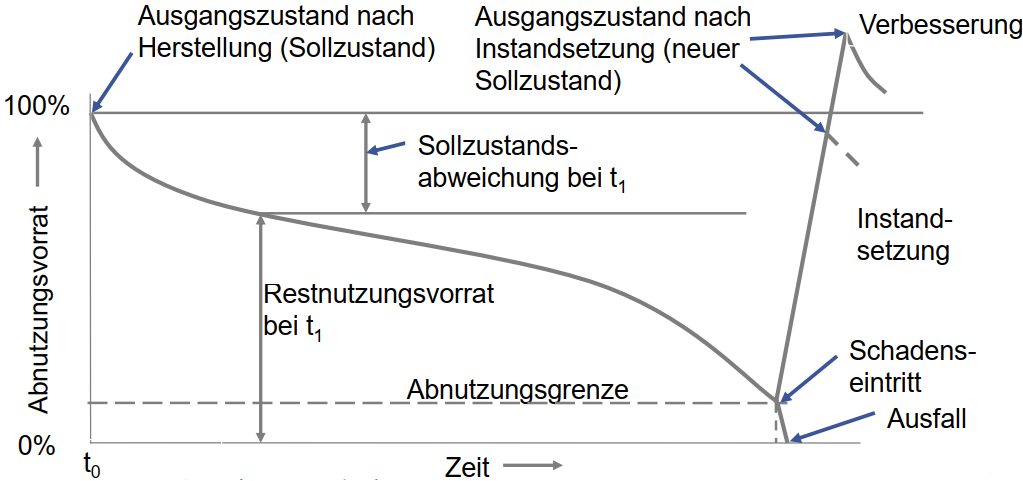 Ausgangszustand nach
Herstellung (Sollzustand)
Ausgangszustand nach
Instandsetzung (neuer
Sollzustand)
Verbesserung
100%
Sollzustands-
abweichung bei t1
Instand-
setzung
Abnutzungsvorrat
Restnutzungsvorrat
bei t1
Schadens-
eintritt
Abnutzungsgrenze
Ausfall
0%
t0
Zeit